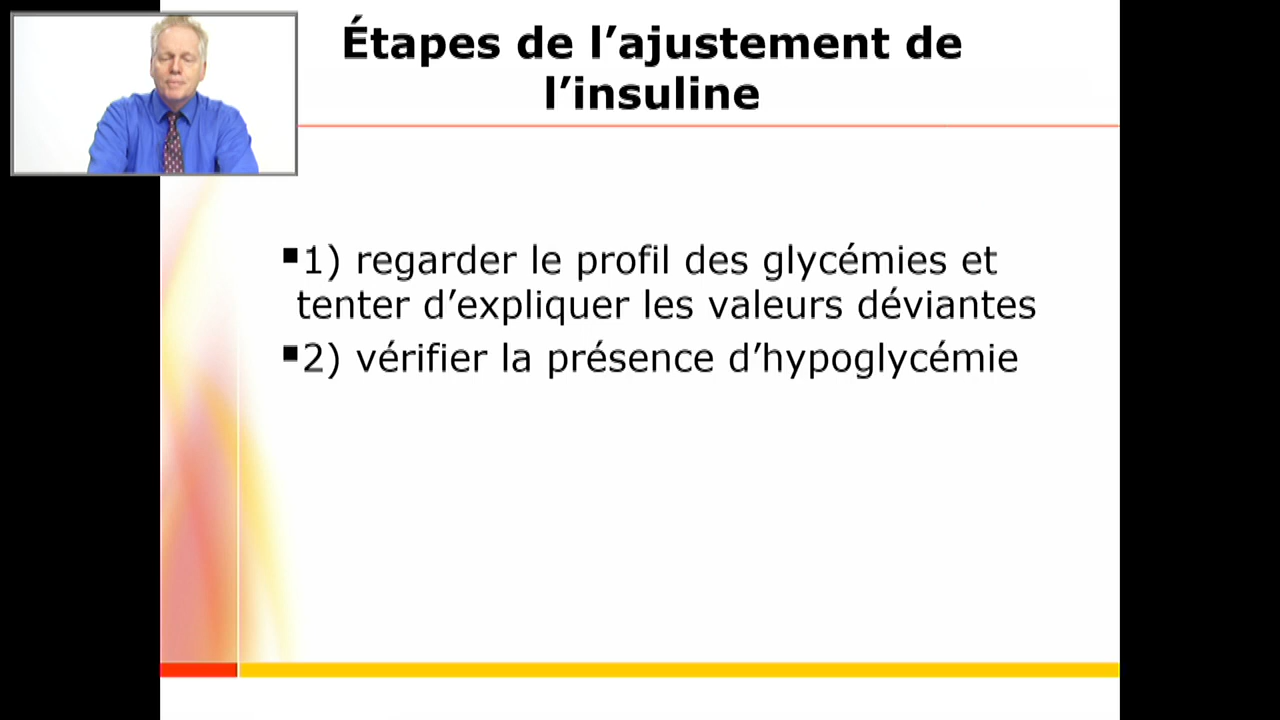 Étapes de l’ajustement de
l’insuline
1) regarder le profil des glycémies et
tenter d’expliquer les valeurs déviantes
2) vérifier la présence d’hypoglycémie